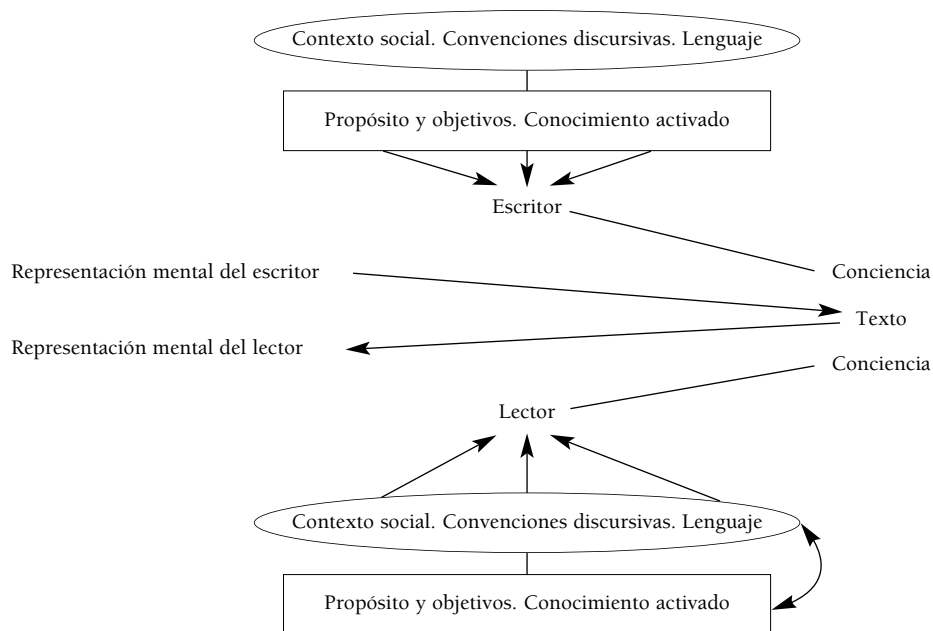 Contexto social. Convenciones discursivas. Lenguaje
Propósito y objetivos. Conocimiento activado
Escritor
Representación mental del escritor
Conciencia
Texto
Representación mental del lector
Conciencia
Lector
Contexto social. Convenciones discursivas. Lenguaje
Propósito y objetivos. Conocimiento activado